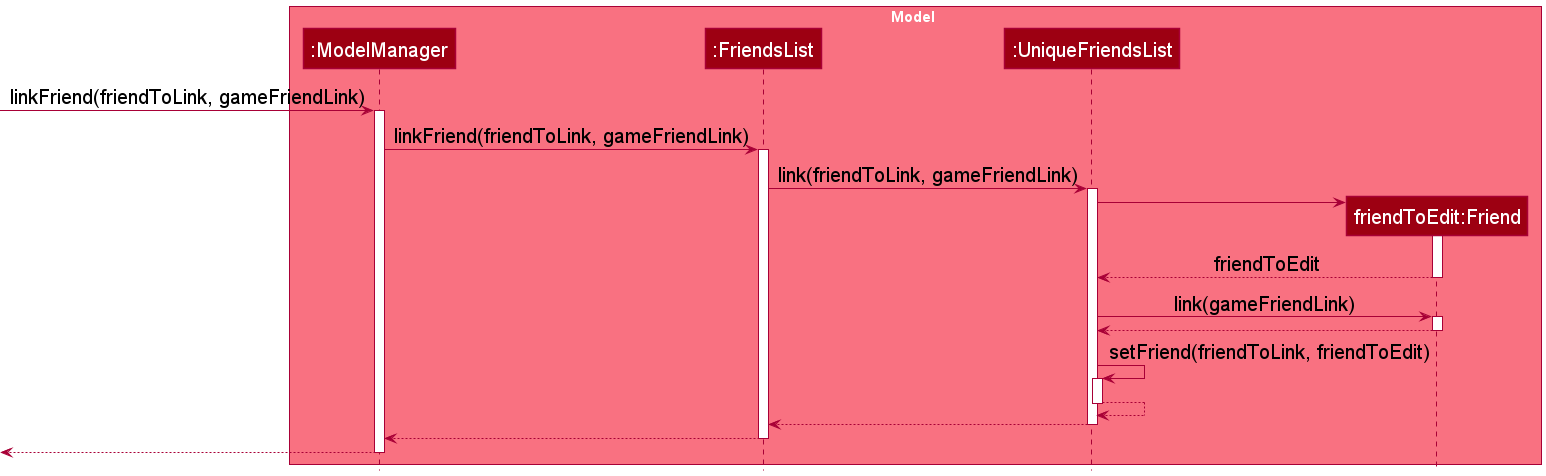 Model
:ModelManager
:FriendsList
:UniqueFriendsList
linkFriend(friendToLink, gameFriendLink)
linkFriend(friendToLink, gameFriendLink)
link(friendToLink, gameFriendLink)
friendToEdit:Friend
friendToEdit
link(gameFriendLink)
setFriend(friendToLink, friendToEdit)